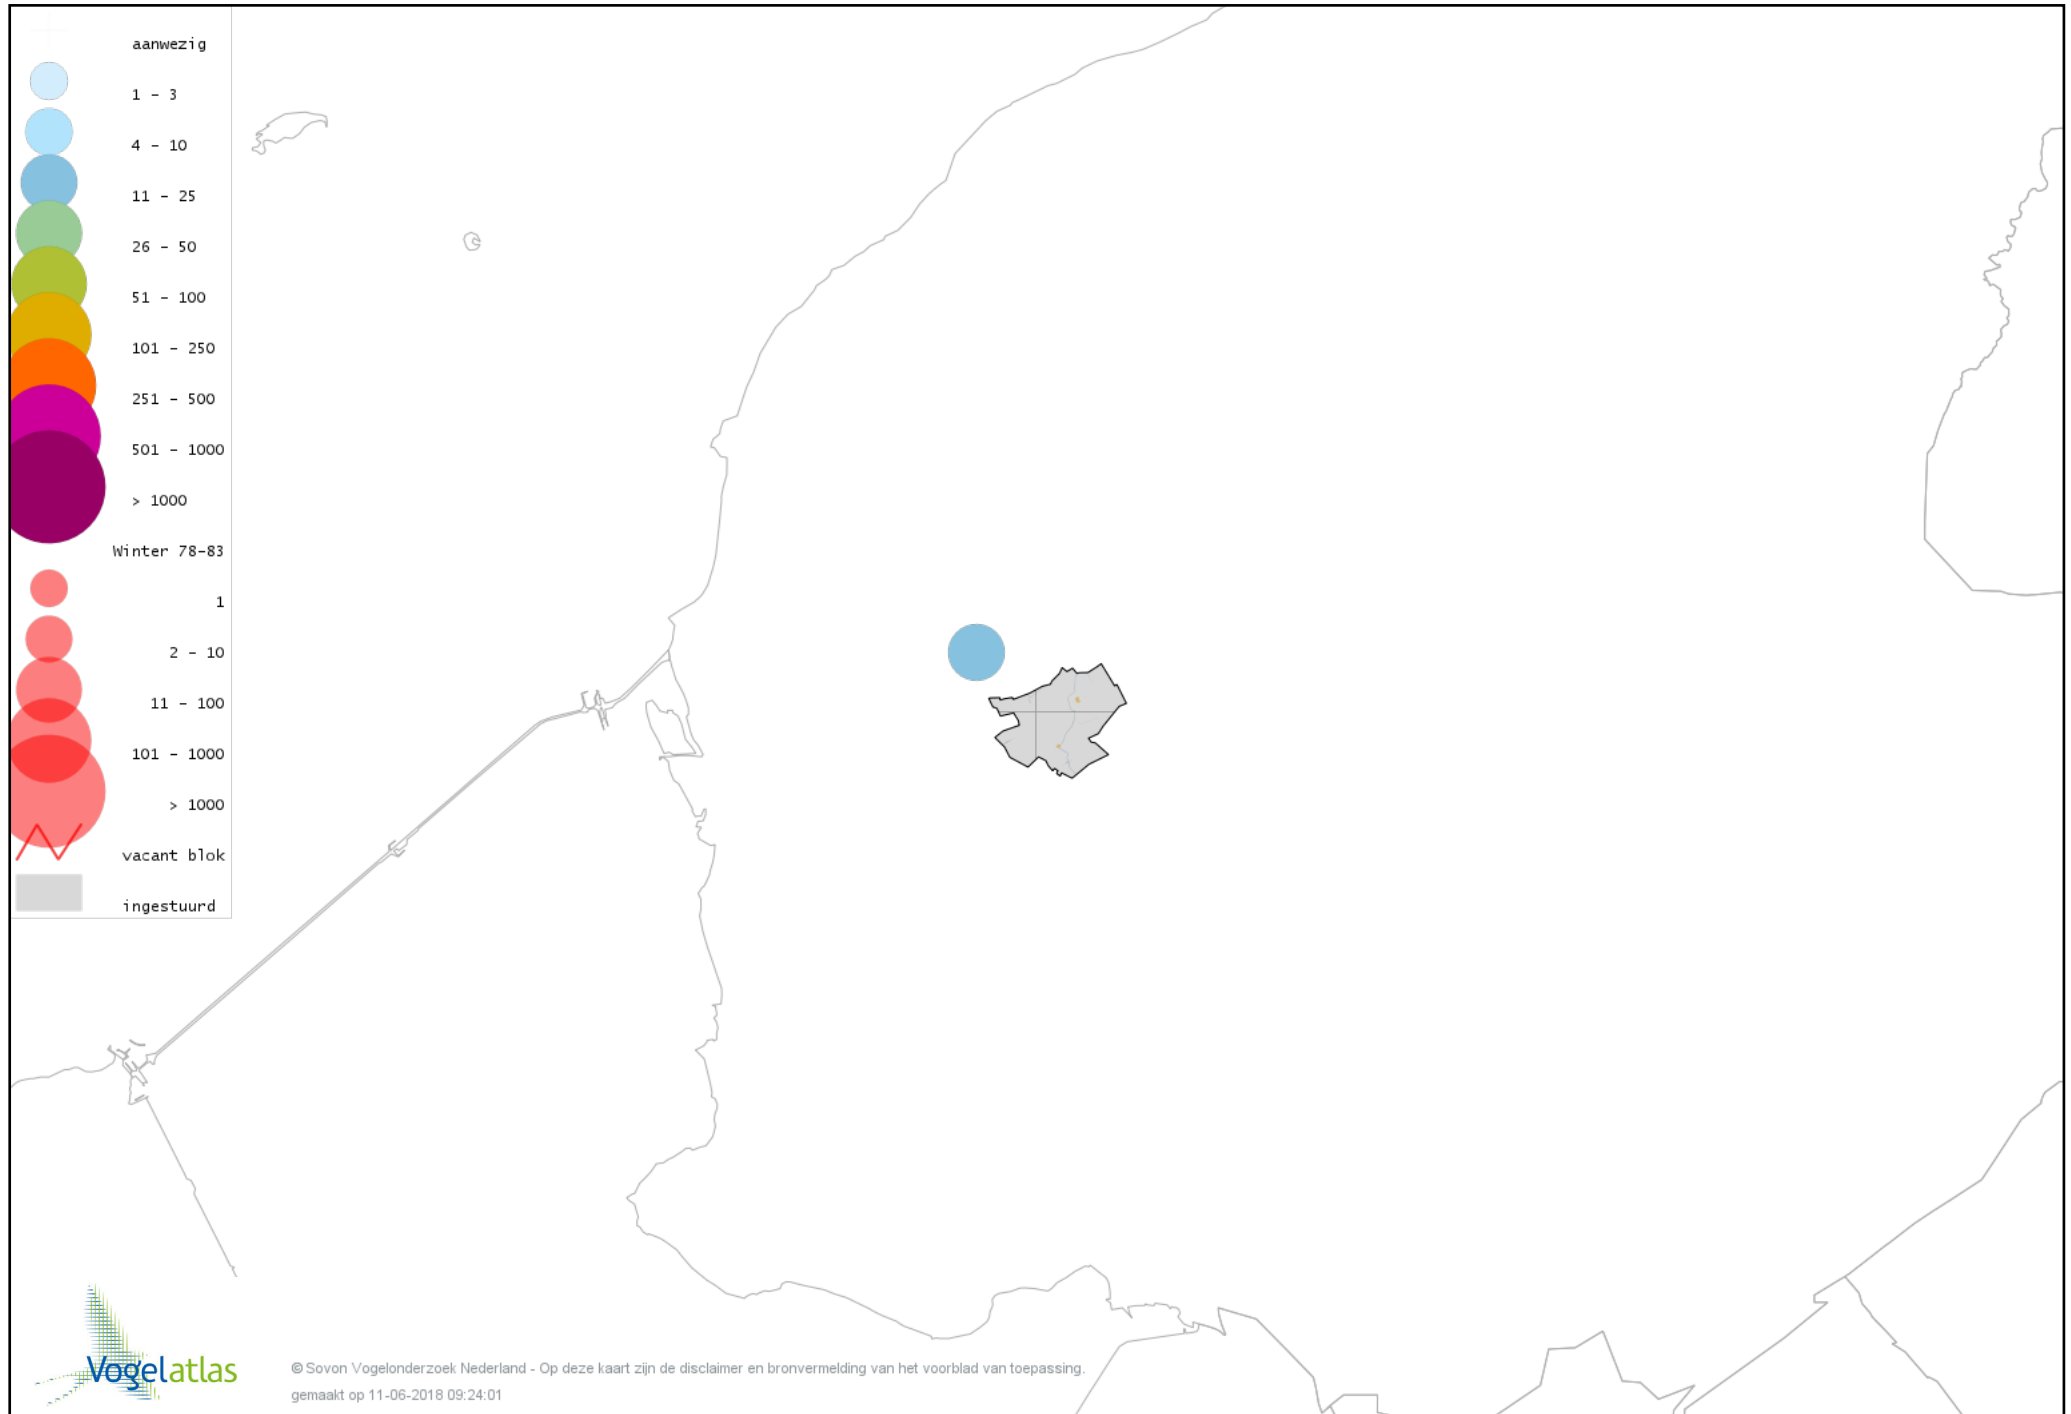 aanwezig
1 - 3
4 - 10
11 - 25
26 - 50
51 - 100
101 - 250
251 - 500
501 - 1000
> 1000
Winter 78-83
1
2 - 10
11 - 100
101 - 1000
> 1000
vacant blok
ingestuurd
Vogelatlas
© Sovon Vogelonderzoek Nederland - Op deze kaart zijn de disclaimer en bronvermelding van het voorblad van toepassing.
gemaakt op 11-06-2018 09:24:01